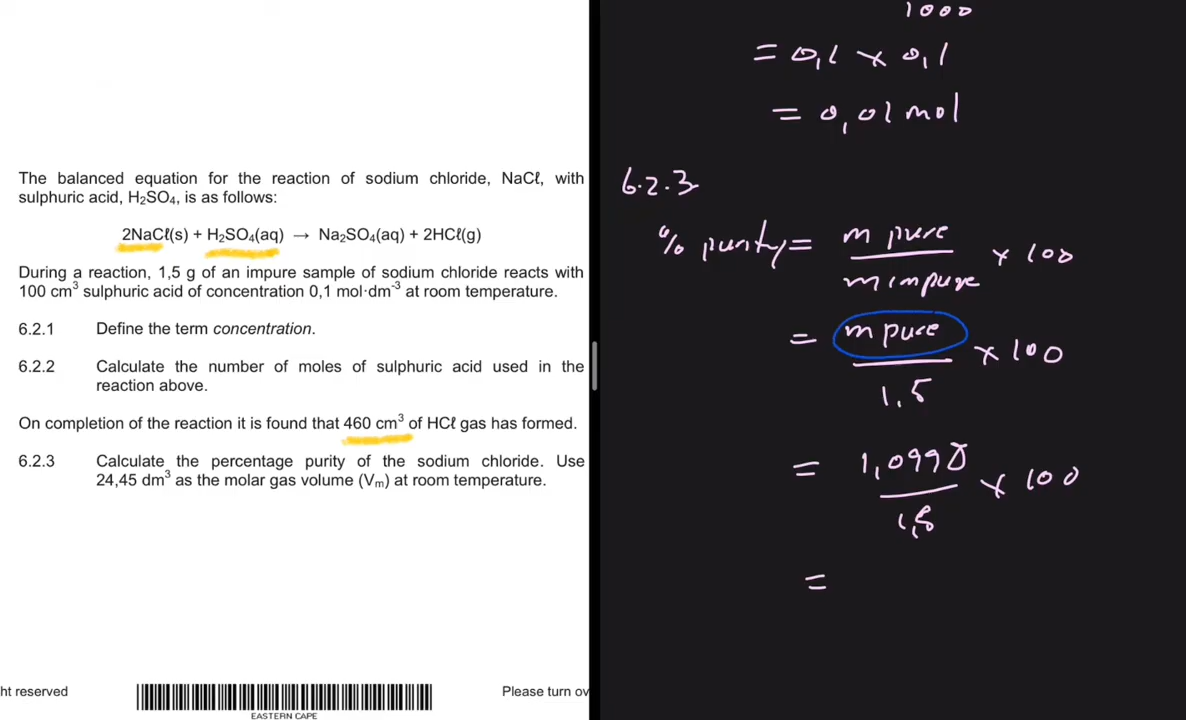 The balanced equation for the reaction of sodium chloride, NaCℓ, with
sulphuric acid, H₂SO₄, is as follows:
2NaCℓ(s) + H₂SO₄(aq) → Na₂SO₄(aq) + 2HCℓ(g)
During a reaction, 1,5 g of an impure sample of sodium chloride reacts with
100 cm³ sulphuric acid of concentration 0,1 mol·dm⁻³ at room temperature.
6.2.1 Define the term concentration.
6.2.2 Calculate the number of moles of sulphuric acid used in the
reaction above.
On completion of the reaction it is found that 460 cm³ of HCℓ gas has formed.
6.2.3 Calculate the percentage purity of the sodium chloride. Use
24,45 dm³ as the molar gas volume (Vₘ) at room temperature.
ht reserved
Please turn ov
EASTERN CAPE
1000
= 0,1 × 0,1
= 0,01 mol
6.2.3
% purity = m pure
m impure
× 100
= m pure
1,5
× 100
= 1,0998
1,5
× 100
=